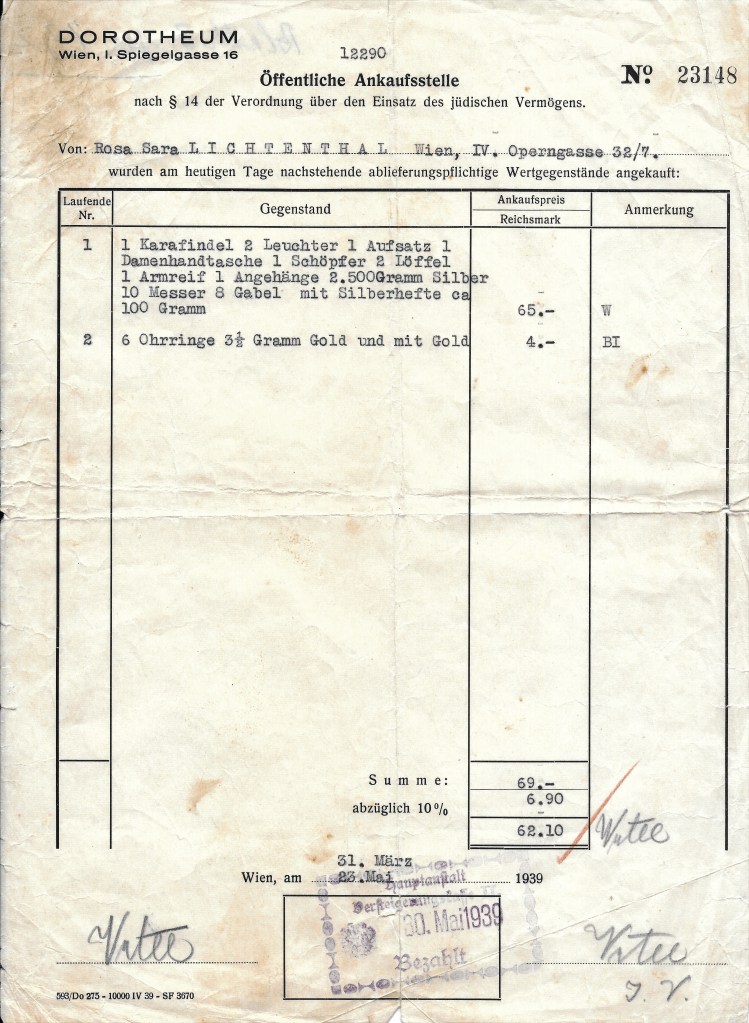 DOROTHEUM
Wien, I. Spiegelgasse 16
12290
Öffentliche Ankaufsstelle
No 23148
nach § 14 der Verordnung über den Einsatz des jüdischen Vermögens.
Von: Rosa Sara LICHTENTHAL Wien, IV. Operngasse 32/7.
wurden am heutigen Tage nachstehende ablieferungspflichtige Wertgegenstände angekauft:
Laufende Nr.
Gegenstand
Ankaufspreis
Reichsmark
Anmerkung
1 1 Karafindel 2 Leuchter 1 Aufsatz 1
Damenhandtasche 1 Schöpfer 2 Löffel
1 Armreif 1 Angehänge 2.500Gramm Silber
10 Messer 8 Gabel mit Silberhefte ca
100 Gramm 65.- W
2 6 Ohrringe 3½ Gramm Gold und mit Gold 4.- BI
Summe: 69.-
abzüglich 10% 6.90
62.10
31. März
Wien, am 23.Mai 1939
Hauptanstalt
30. Mai 1939
Bezahlt
J. V.
593/Do 275 - 10000 IV 39 - SF 3670